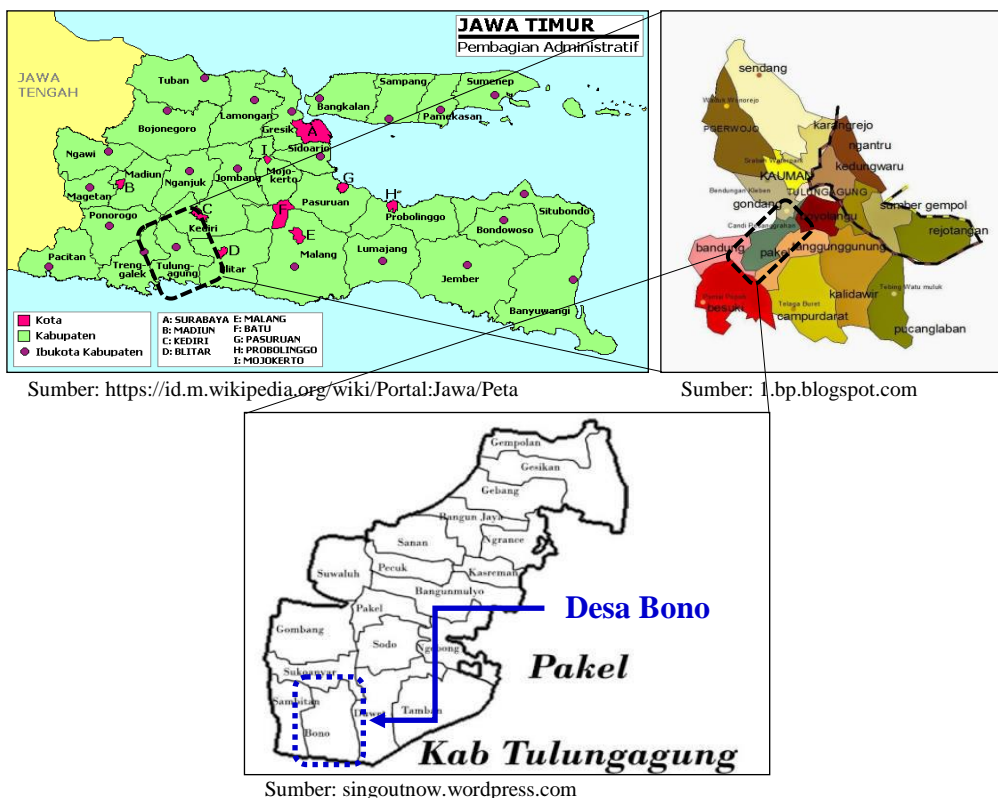 JAWA TIMUR
Pembagian Administratif
JAWA
TENGAH
Tuban
Sampang
Sumenep
Bangkalan
Lamongan
Pamekasan
Bojonegoro
Gresik
A
Sidoarjo
Ngawi
I
Mojo-
kerto
Madiun
B
Nganjuk
Jombang
G
Magetan
Pasuruan
H
Ponorogo
C
F
Probolinggo
Situbondo
Kediri
E
Bondowoso
Pacitan
D
Lumajang
Treng-
galek
Tulung-
agung
Blitar
Malang
Jember
Banyuwangi
Kota
Kabupaten
Ibukota Kabupaten
A: SURABAYA E: MALANG
B: MADIUN F: BATU
C: KEDIRI G: PASURUAN
D: BLITAR H: PROBOLINGGO
I: MOJOKERTO
Sumber: https://id.m.wikipedia.org/wiki/Portal:Jawa/Peta
sendang
POERWOJO
karangrejo
ngantru
kedungwaru
KAUMAN
TULUNGAGUNG
gondang
sumber gempol
rejotangan
bandung
pakel
tanggunggunung
kalidawir
Telaga Buret
campurdarat
pucanglaban
Sumber: 1.bp.blogspot.com
Gempolan
Gesikan
Gebang
Bangun Jaya
Sanan
Ngrance
Pecuk
Kasreman
Suwaluh
Bangunmulyo
Pakel
Desa Bono
Gombang
Sodo
Ngebong
Pakel
Sukoanyar
Sambitan
Duwet
Tamban
Bono
Kab Tulungagung
Sumber: singoutnow.wordpress.com